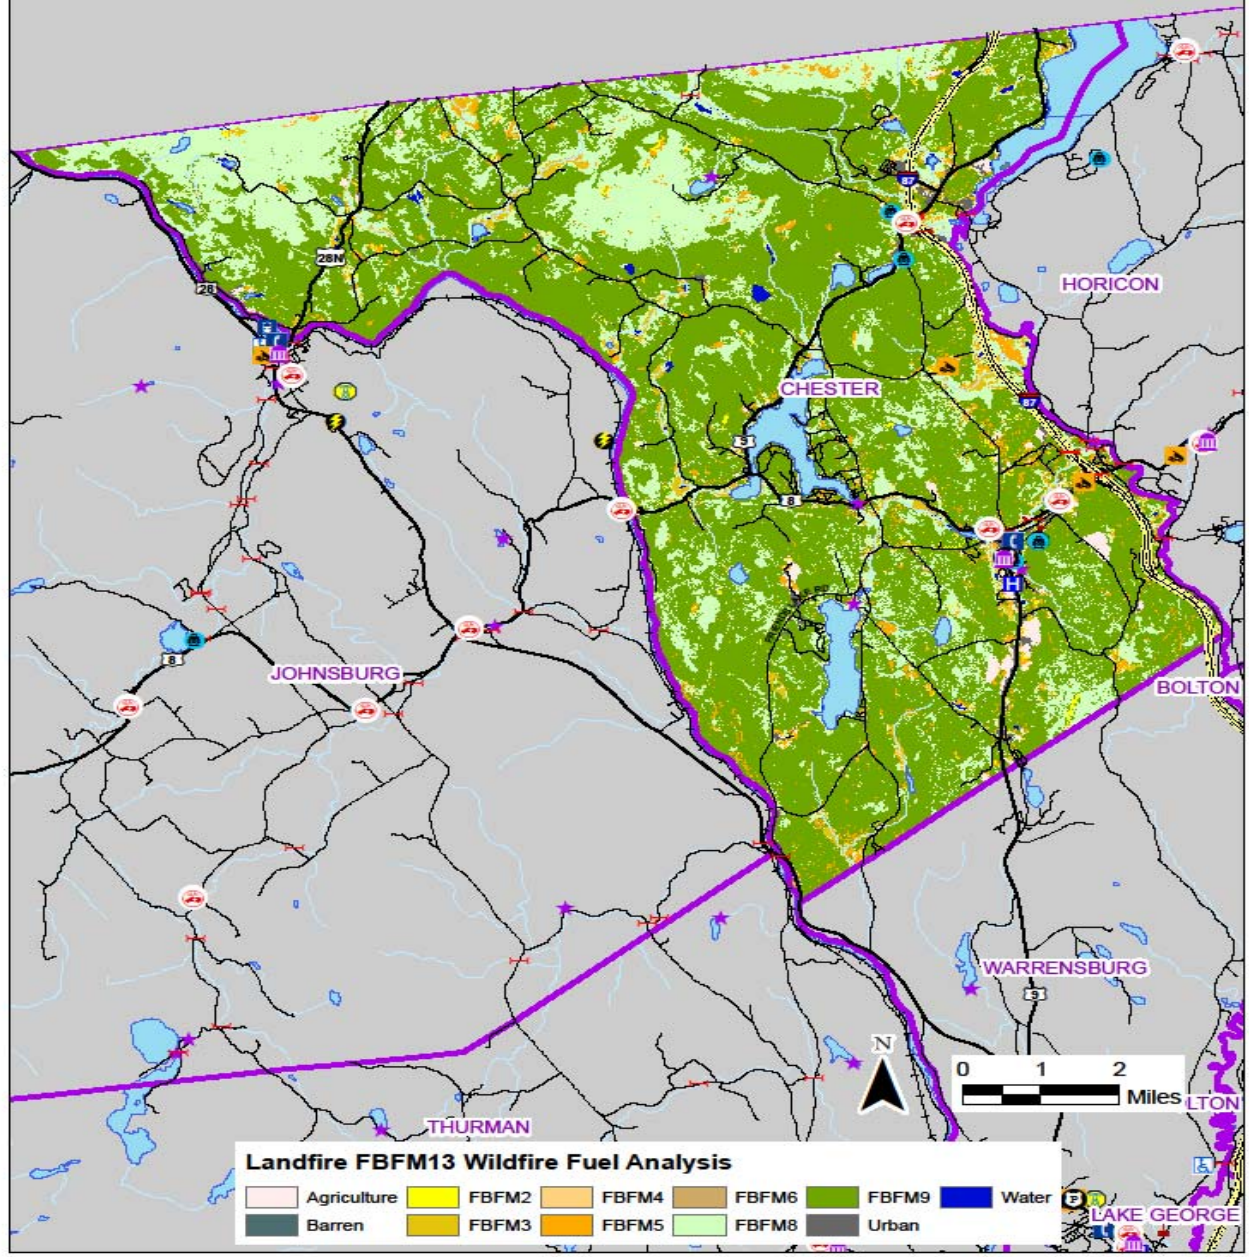 87
28N
HORICON
28
CHESTER
87
9
8
8
JOHNSBURG
H
BOLTON
WARRENSBURG
9
N
0 1 2
Miles
LTON
THURMAN
Landfire FBFM13 Wildfire Fuel Analysis
Agriculture FBFM2 FBFM4 FBFM6 FBFM9 Water
Barren FBFM3 FBFM5 FBFM8 Urban
P
LAKE GEORGE